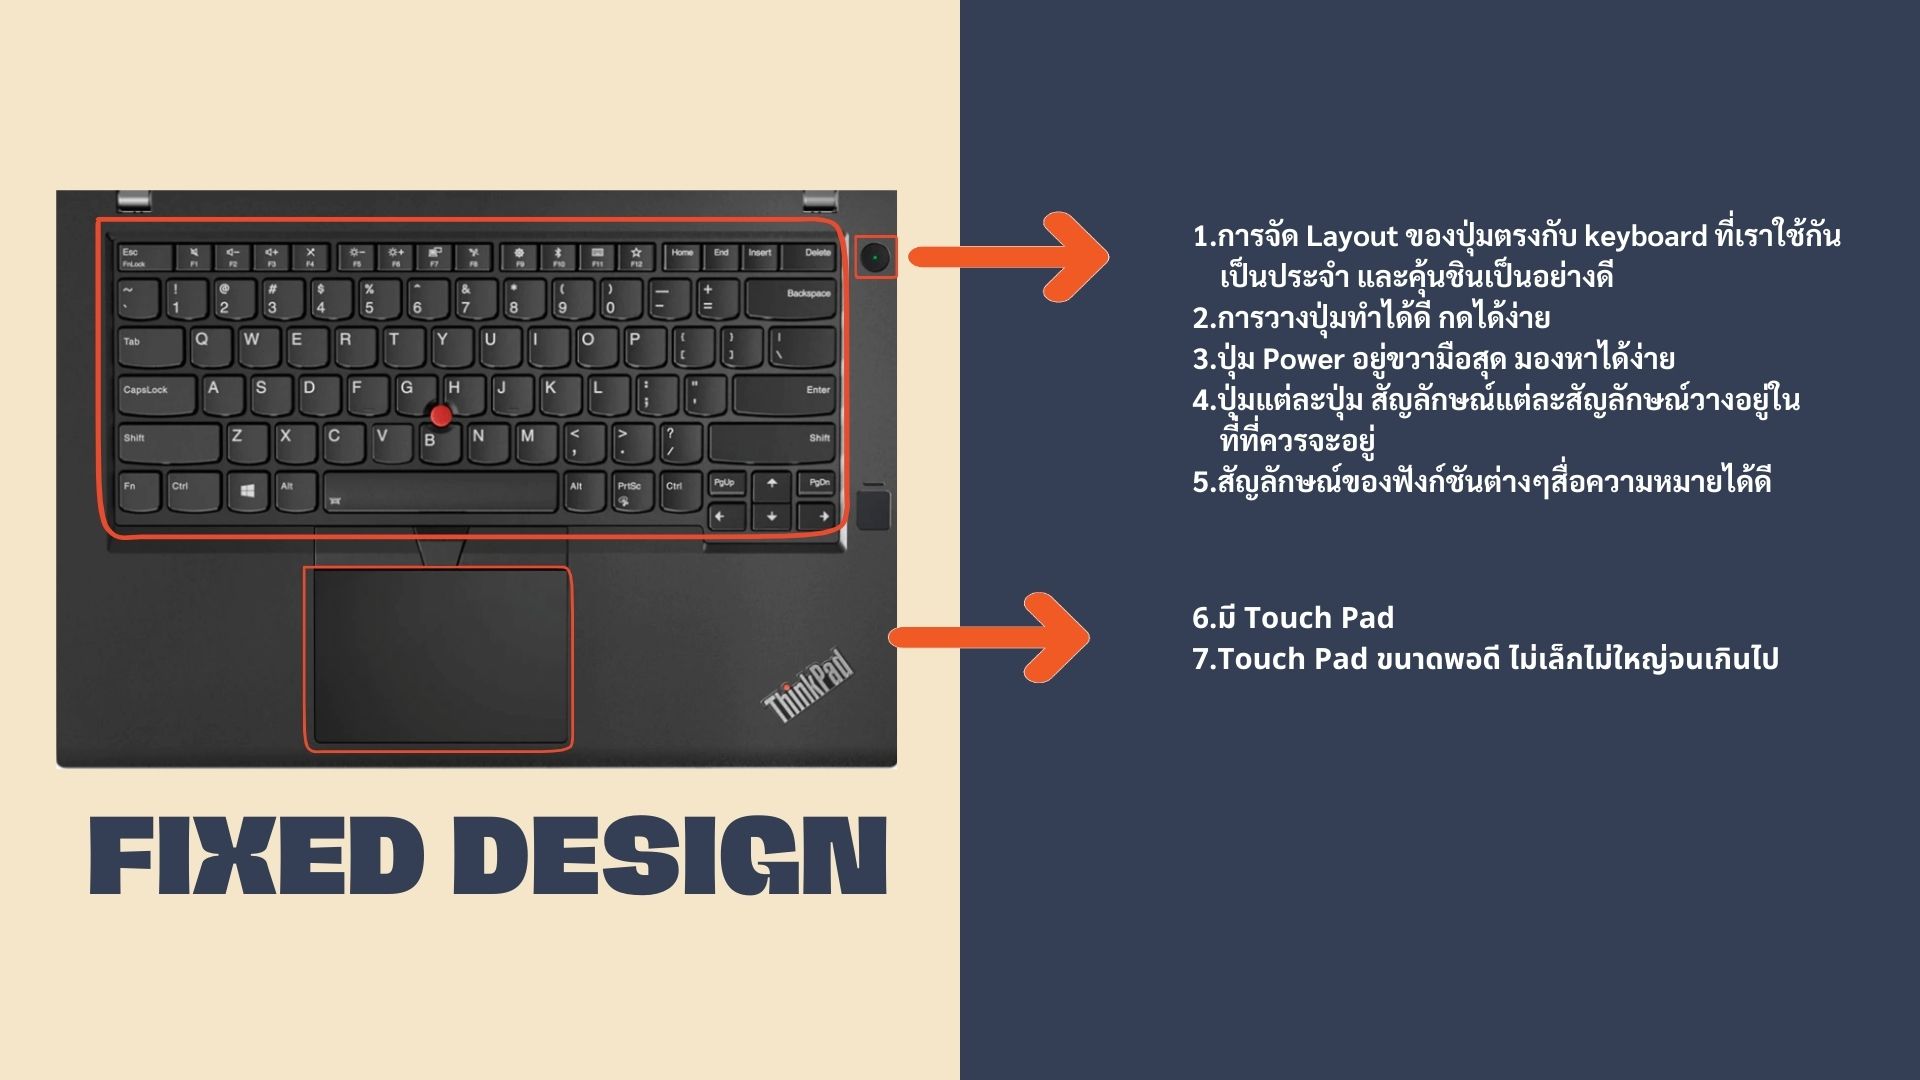 Esc FnLock F1 F2 F3 F4 F5 F6 F7 F8 F9 F10 F11 F12 Home End Insert Delete
~ ` ! 1 @ 2 # 3 $ 4 % 5 ^ 6 & 7 * 8 ( 9 ) 0 — - + = Backspace
Tab Q W E R T Y U I O P { [ } ] | \
CapsLock A S D F G H J K L : ; " ' Enter
Shift Z X C V B N M < , > . ? / Shift
Fn Ctrl Alt Alt PrtSc Ctrl PgUp ↑ PgDn
← ↓ →
ThinkPad
FIXED DESIGN
1.การจัด Layout ของปุ่มตรงกับ keyboard ที่เราใช้กัน
เป็นประจำ และคุ้นชินเป็นอย่างดี
2.การวางปุ่มทำได้ดี กดได้ง่าย
3.ปุ่ม Power อยู่ขวามือสุด มองหาได้ง่าย
4.ปุ่มแต่ละปุ่ม สัญลักษณ์แต่ละสัญลักษณ์วางอยู่ใน
ที่ที่ควรจะอยู่
5.สัญลักษณ์ของฟังก์ชันต่างๆสื่อความหมายได้ดี
6.มี Touch Pad
7.Touch Pad ขนาดพอดี ไม่เล็กไม่ใหญ่จนเกินไป